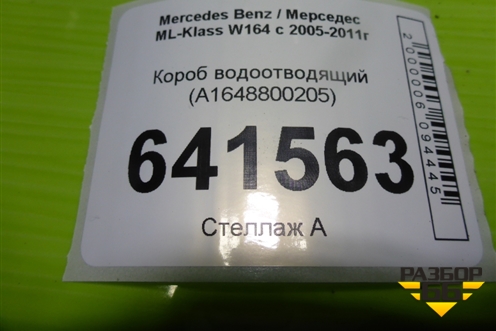 Mercedes Benz / Мерседес
ML-Klass W164 с 2005-2011г
Короб водоотводящий
(A1648800205)
641563
Стеллаж А
2000006094445
РАЗБОР